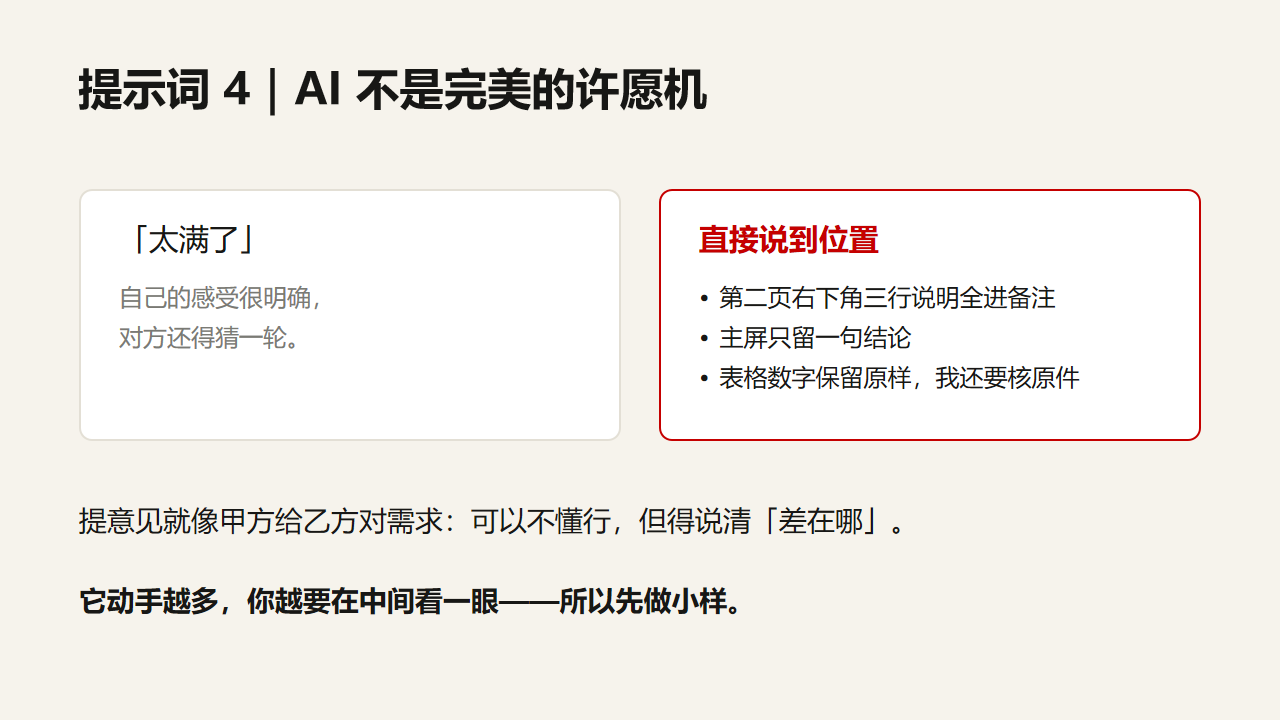 提示词 4｜AI 不是完美的许愿机
「太满了」
自己的感受很明确，
对方还得猜一轮。
直接说到位置
• 第二页右下角三行说明全进备注
• 主屏只留一句结论
• 表格数字保留原样，我还要核原件
提意见就像甲方给乙方对需求：可以不懂行，但得说清「差在哪」。
它动手越多，你越要在中间看一眼——所以先做小样。